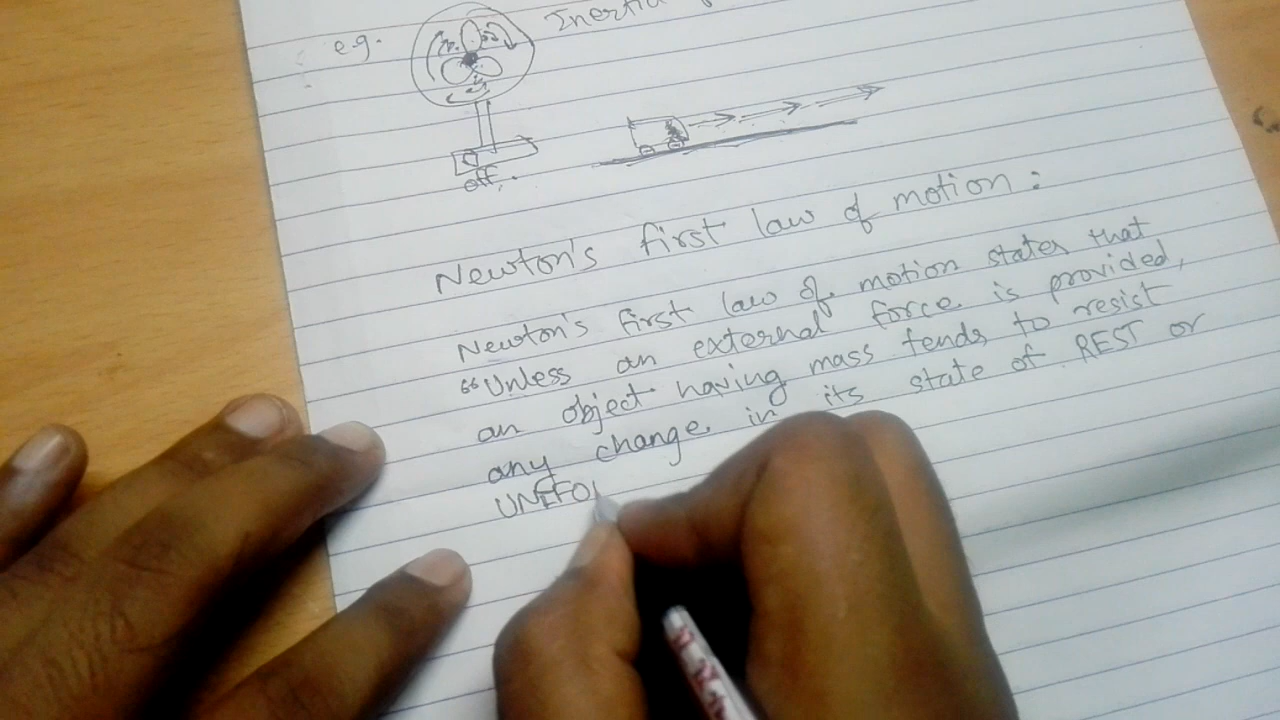 e.g. Inertia
off.
Newton's first law of motion :
Newton's first law of motion states that
"Unless an external force is provided,
an object having mass tends to resist
any change in its state of REST or
UNIFO